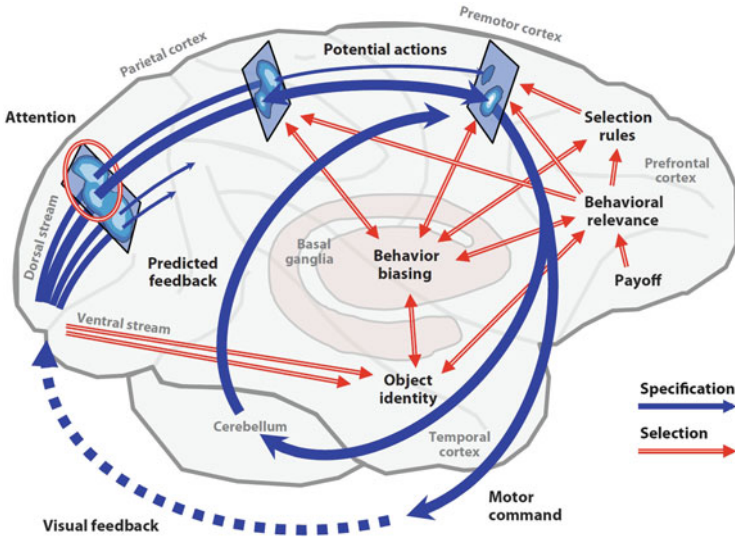 Premotor cortex
Parietal cortex
Potential actions
Attention
Selection
rules
Prefrontal
cortex
Behavioral
relevance
Dorsal stream
Basal
ganglia
Behavior
biasing
Predicted
feedback
Payoff
Ventral stream
Object
identity
Specification
Cerebellum
Temporal
cortex
Selection
Motor
command
Visual feedback